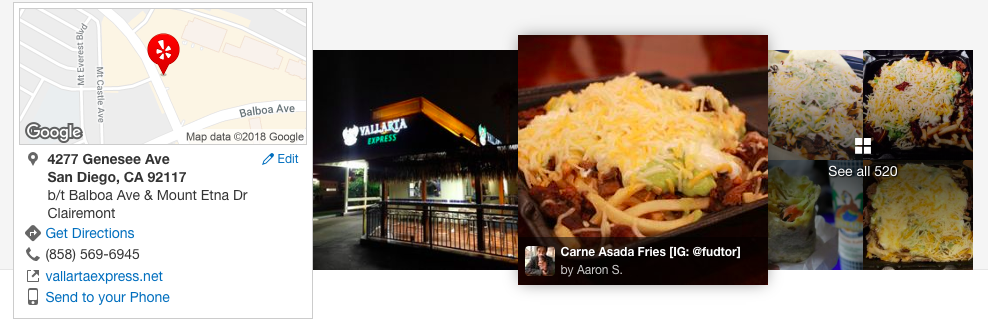 Mt Everest Blvd
Mt Castle Ave
Balboa Ave
Google
Map data ©2018 Google
4277 Genesee Ave
Edit
San Diego, CA 92117
b/t Balboa Ave & Mount Etna Dr
Clairemont
Get Directions
(858) 569-6945
vallartaexpress.net
Send to your Phone
VALLARTA
EXPRESS
Carne Asada Fries [IG: @fudtor]
by Aaron S.
See all 520